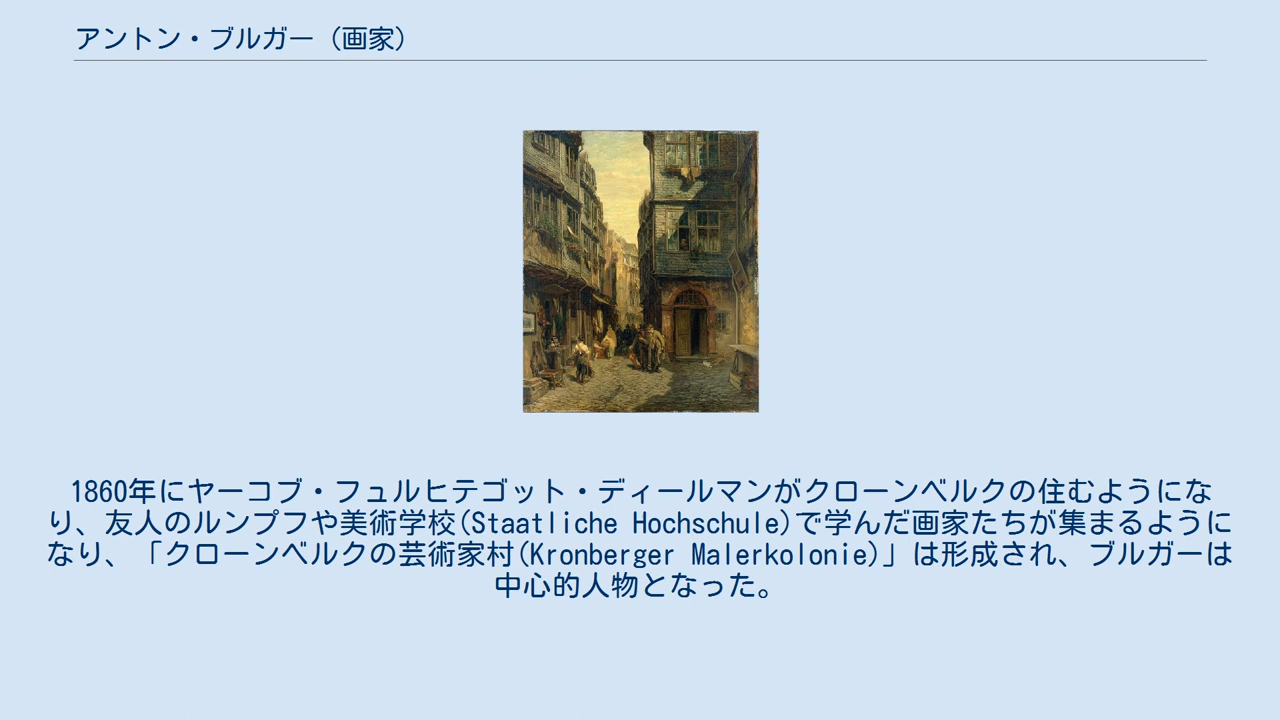 アントン・ブルガー（画家）
1860年にヤーコブ・フュルヒテゴット・ディールマンがクローンベルクの住むようにな
り、友人のルンプフや美術学校(Staatliche Hochschule)で学んだ画家たちが集まるように
なり、「クローンベルクの芸術家村(Kronberger Malerkolonie)」は形成され、ブルガーは
中心的人物となった。